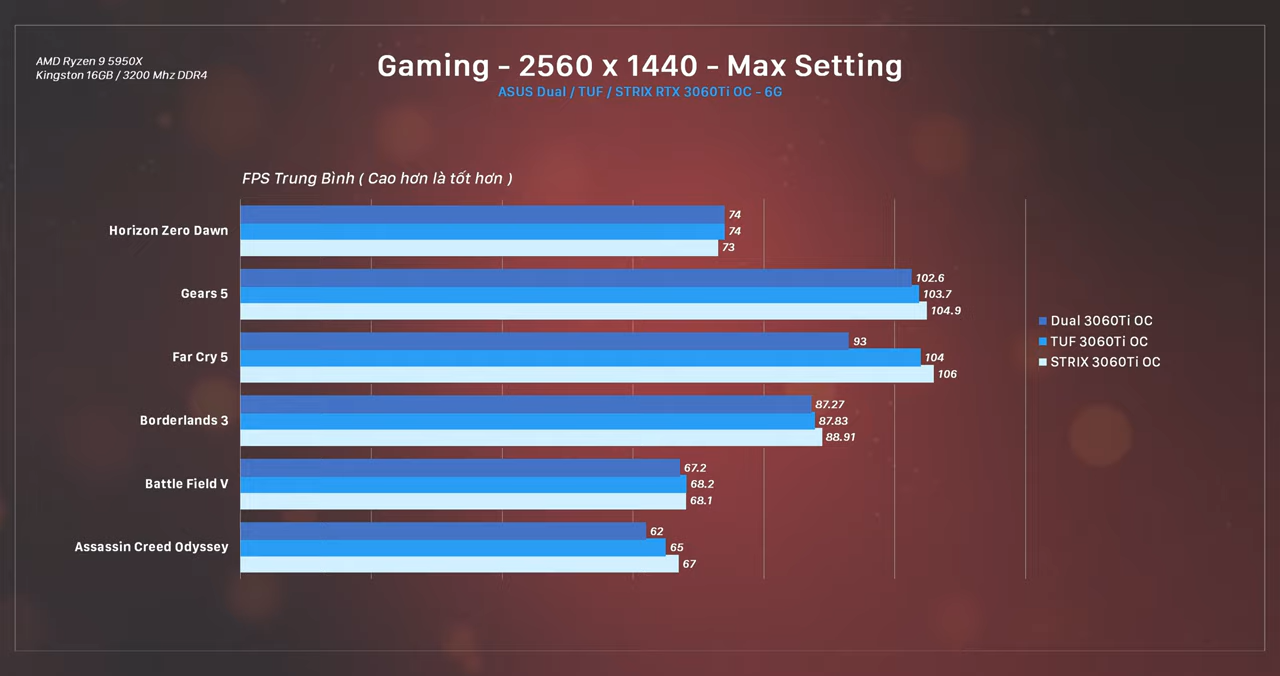 AMD Ryzen 9 5950X
Kingston 16GB / 3200 Mhz DDR4
Gaming - 2560 x 1440 - Max Setting
ASUS Dual / TUF / STRIX RTX 3060Ti OC - 6G
FPS Trung Bình ( Cao hơn là tốt hơn )
Horizon Zero Dawn
74
74
73
Gears 5
102.6
103.7
104.9
Far Cry 5
93
104
106
Borderlands 3
87.27
87.83
88.91
Battle Field V
67.2
68.2
68.1
Assassin Creed Odyssey
62
65
67
Dual 3060Ti OC
TUF 3060Ti OC
STRIX 3060Ti OC